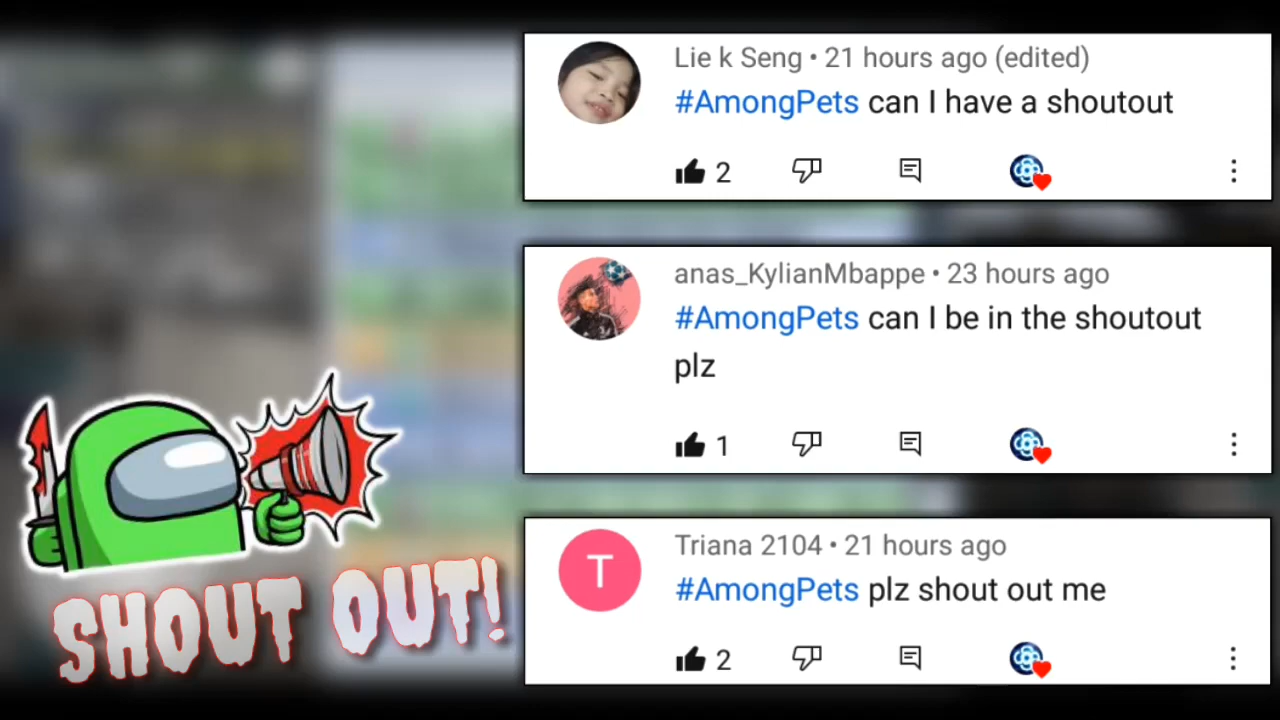 Lie k Seng • 21 hours ago (edited)
#AmongPets can I have a shoutout
2
anas_KylianMbappe • 23 hours ago
#AmongPets can I be in the shoutout
plz
1
T
Triana 2104 • 21 hours ago
#AmongPets plz shout out me
2
SHOUT OUT!